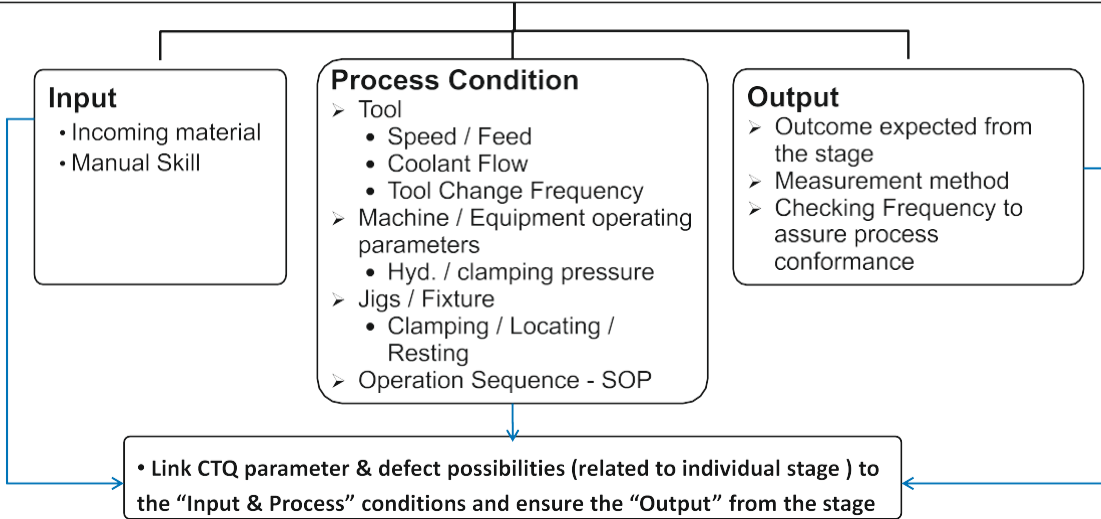 Input
• Incoming material
• Manual Skill
Process Condition
➢ Tool
• Speed / Feed
• Coolant Flow
• Tool Change Frequency
➢ Machine / Equipment operating
parameters
• Hyd. / clamping pressure
➢ Jigs / Fixture
• Clamping / Locating /
Resting
➢ Operation Sequence - SOP
Output
➢ Outcome expected from
the stage
➢ Measurement method
➢ Checking Frequency to
assure process
conformance
• Link CTQ parameter & defect possibilities (related to individual stage ) to
the “Input & Process” conditions and ensure the “Output” from the stage